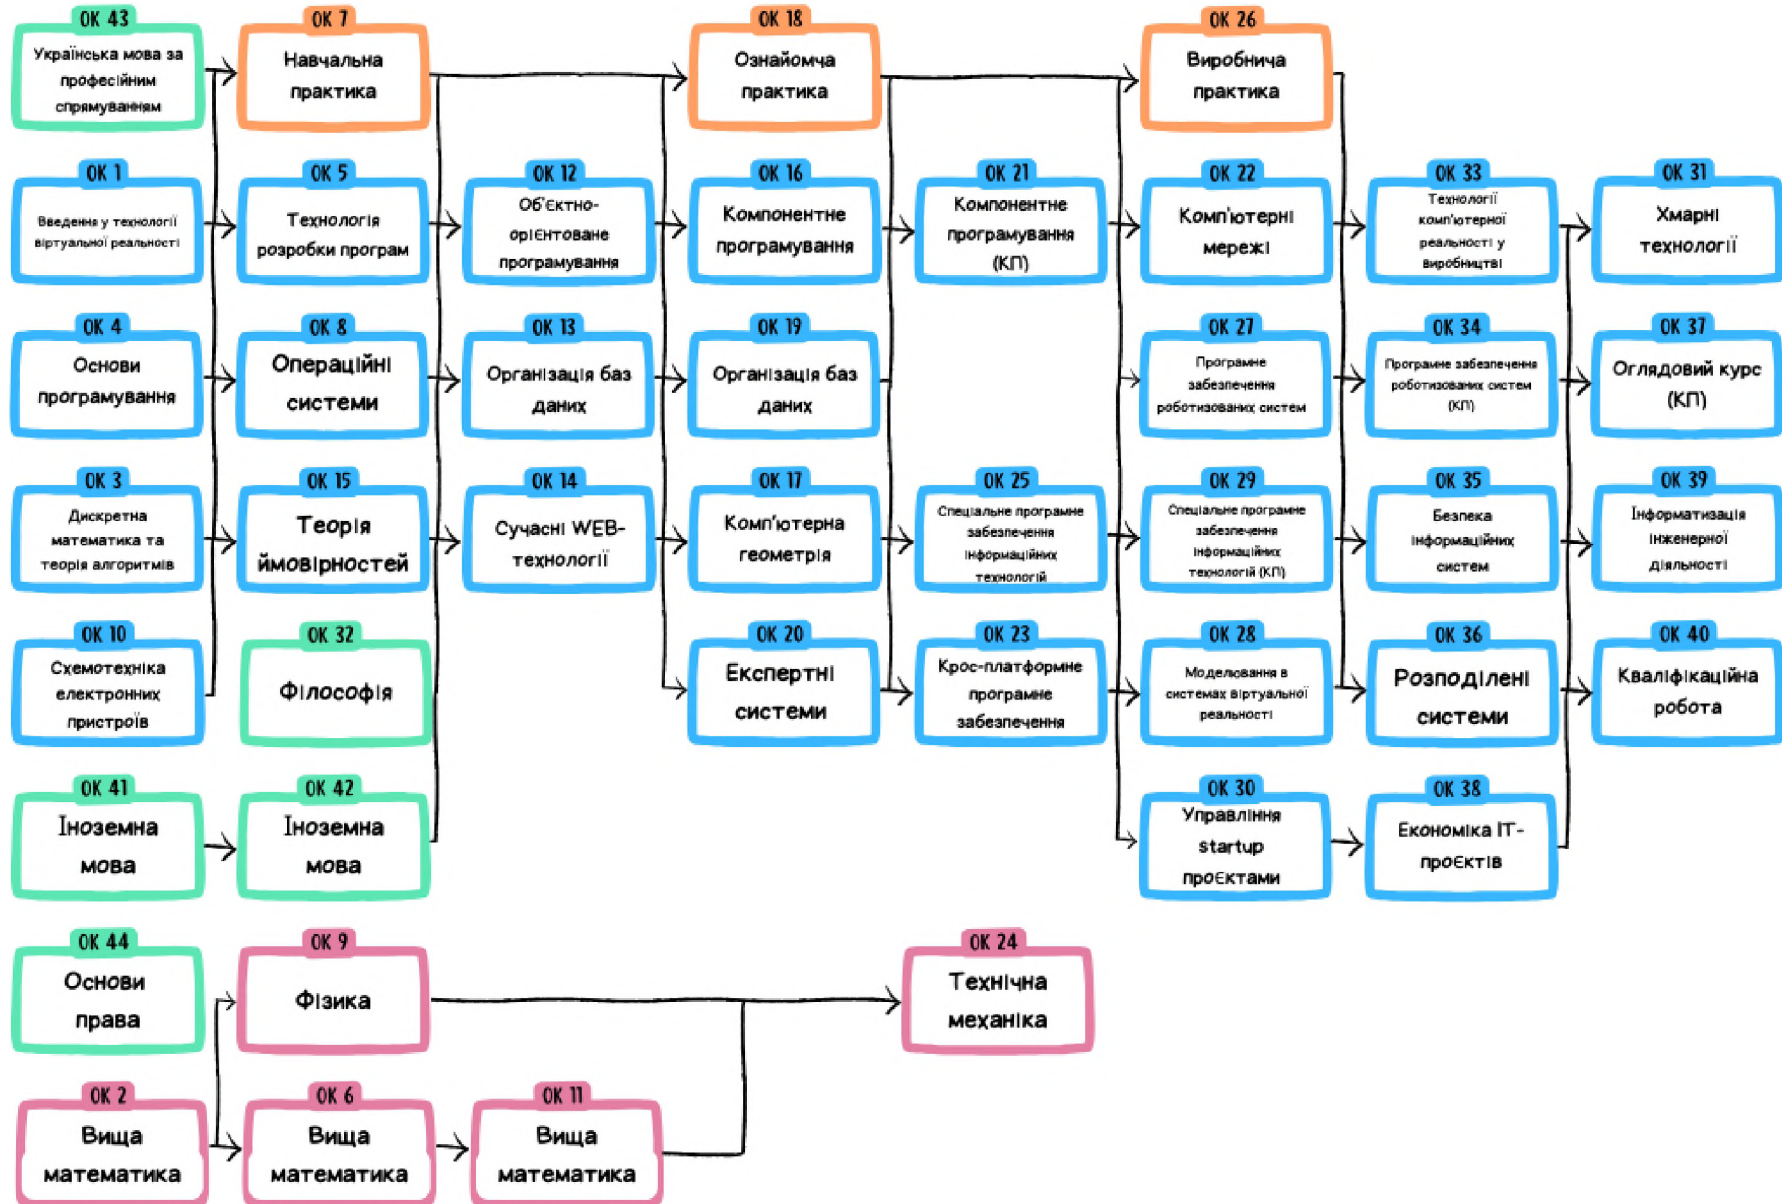 ОК 43
Українська мова за
професійним
спрямуванням
ОК 7
Навчальна
практика
ОК 18
Ознайомча
практика
ОК 26
Виробнича
практика
ОК 1
Введення у технології
віртуальної реальності
ОК 5
Технологія
розробки програм
ОК 12
Об'єктно-
орієнтоване
програмування
ОК 16
Компонентне
програмування
ОК 21
Компонентне
програмування
(КП)
ОК 22
Комп'ютерні
мережі
ОК 33
Технології
комп'ютерної
реальності у
виробництві
ОК 31
Хмарні
технології
ОК 4
Основи
програмування
ОК 8
Операційні
системи
ОК 13
Організація баз
даних
ОК 19
Організація баз
даних
ОК 27
Програмне
забезпечення
роботизованих систем
ОК 34
Програмне забезпечення
роботизованих систем
(КП)
ОК 37
Оглядовий курс
(КП)
ОК 3
Дискретна
математика та
теорія алгоритмів
ОК 15
Теорія
ймовірностей
ОК 14
Сучасні WEB-
технології
ОК 17
Комп'ютерна
геометрія
ОК 25
Спеціальне програмне
забезпечення
інформаційних
технологій
ОК 29
Спеціальне програмне
забезпечення
інформаційних
технологій (КП)
ОК 35
Безпека
інформаційних
систем
ОК 39
Інформатизація
інженерної
діяльності
ОК 10
Схемотехніка
електронних
пристроїв
ОК 32
Філософія
ОК 20
Експертні
системи
ОК 23
Крос-платформне
програмне
забезпечення
ОК 28
Моделювання в
системах віртуальної
реальності
ОК 36
Розподілені
системи
ОК 40
Кваліфікаційна
робота
ОК 41
Іноземна
мова
ОК 42
Іноземна
мова
ОК 30
Управління
startup
проєктами
ОК 38
Економіка ІТ-
проєктів
ОК 44
Основи
права
ОК 9
Фізика
ОК 24
Технічна
механіка
ОК 2
Вища
математика
ОК 6
Вища
математика
ОК 11
Вища
математика